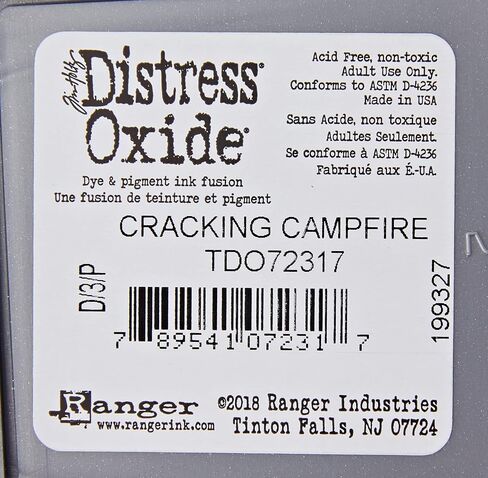 Tim Holtz
Distress®
Oxide®
Dye & pigment ink fusion
Une fusion de teinture et pigment
Acid Free, non-toxic
Adult Use Only.
Conforms to ASTM D-4236
Made in USA
Sans Acide, non toxique
Adultes Seulement.
Se conforme à ASTM D-4236
Fabriqué aux É.-U.A.
CRACKING CAMPFIRE
TDO72317
D/3/P
7 89541 07231 7
199327
Ranger
www.rangerink.com
©2018 Ranger Industries
Tinton Falls, NJ 07724